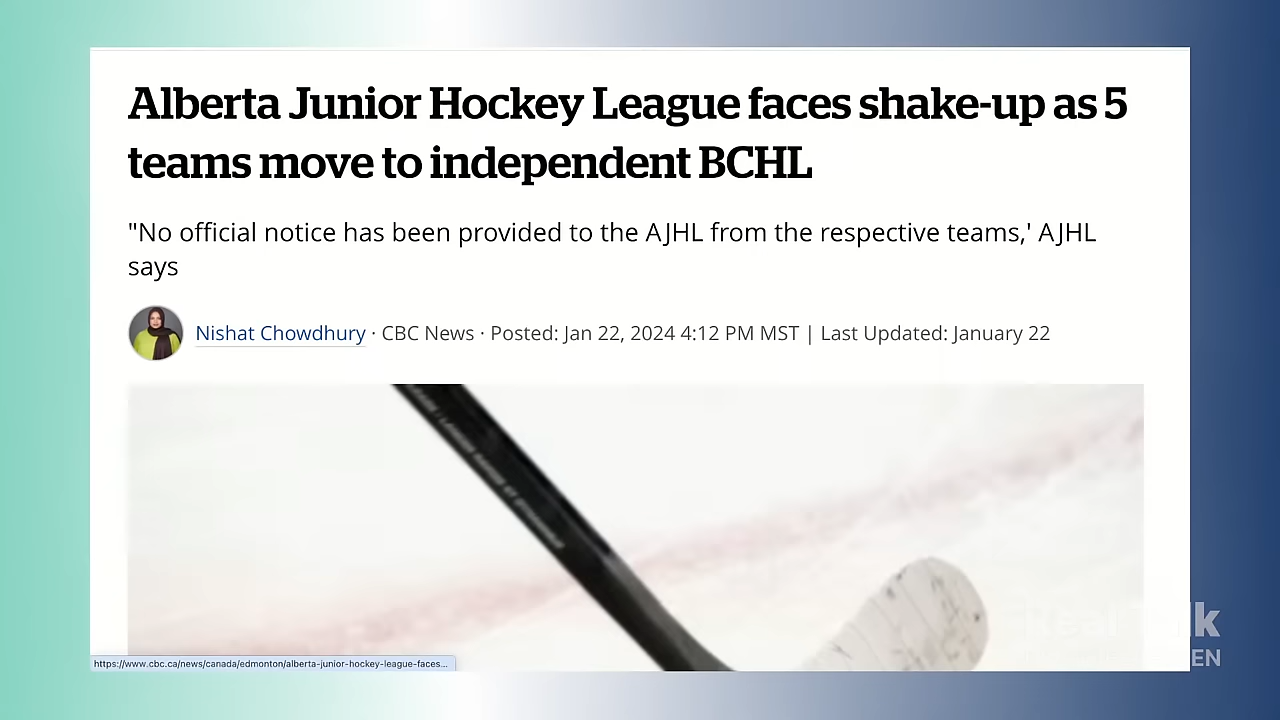 Alberta Junior Hockey League faces shake-up as 5
teams move to independent BCHL
"No official notice has been provided to the AJHL from the respective teams,' AJHL
says
Nishat Chowdhury · CBC News · Posted: Jan 22, 2024 4:12 PM MST | Last Updated: January 22
https://www.cbc.ca/news/canada/edmonton/alberta-junior-hockey-league-faces...
Real Talk